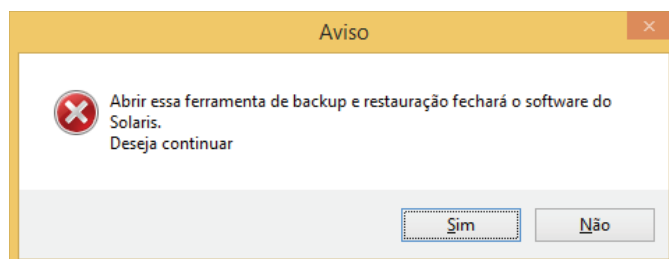 Aviso
Abrir essa ferramenta de backup e restauração fechará o software do
Solaris.
Deseja continuar
Sim
Não